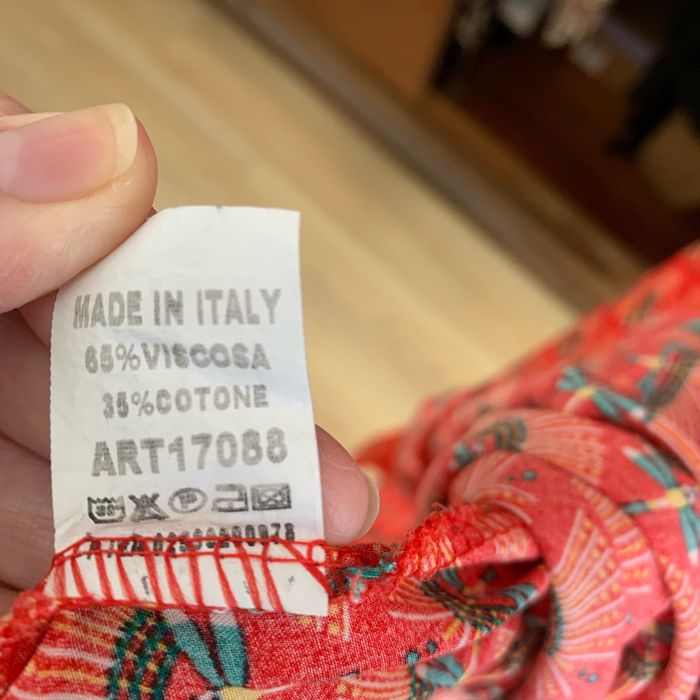 MADE IN ITALY
65%VISCOSA
35%COTONE
ART17088